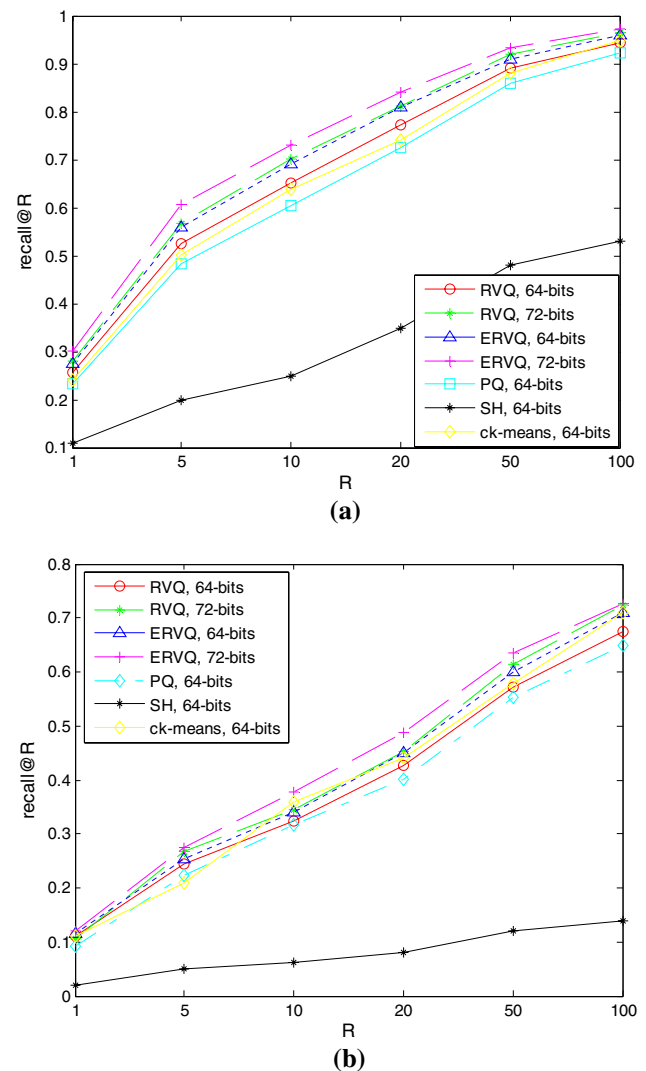 1
0.9
0.8
0.7
0.6
0.5
0.4
0.3
0.2
0.1
recall@R
RVQ, 64-bits
RVQ, 72-bits
ERVQ, 64-bits
ERVQ, 72-bits
PQ, 64-bits
SH, 64-bits
ck-means, 64-bits
1 5 10 20 50 100
R
(a)
0.8
0.7
0.6
0.5
0.4
0.3
0.2
0.1
0
recall@R
RVQ, 64-bits
RVQ, 72-bits
ERVQ, 64-bits
ERVQ, 72-bits
PQ, 64-bits
SH, 64-bits
ck-means, 64-bits
1 5 10 20 50 100
R
(b)